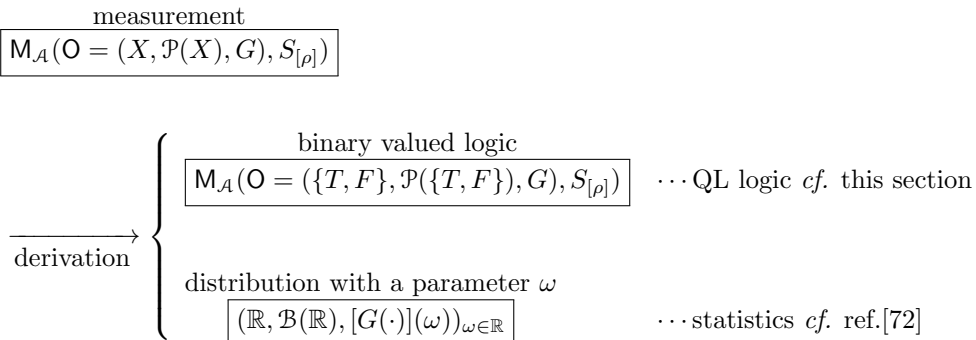 measurement
M_𝒜(O = (X, 𝒫(X), G), S_[ρ])
binary valued logic
M_𝒜(O = ({T, F}, 𝒫({T, F}), G), S_[ρ]) ··· QL logic cf. this section
derivation
distribution with a parameter ω
(ℝ, ℬ(ℝ), [G(·)](ω))_ω∈ℝ ··· statistics cf. ref.[72]